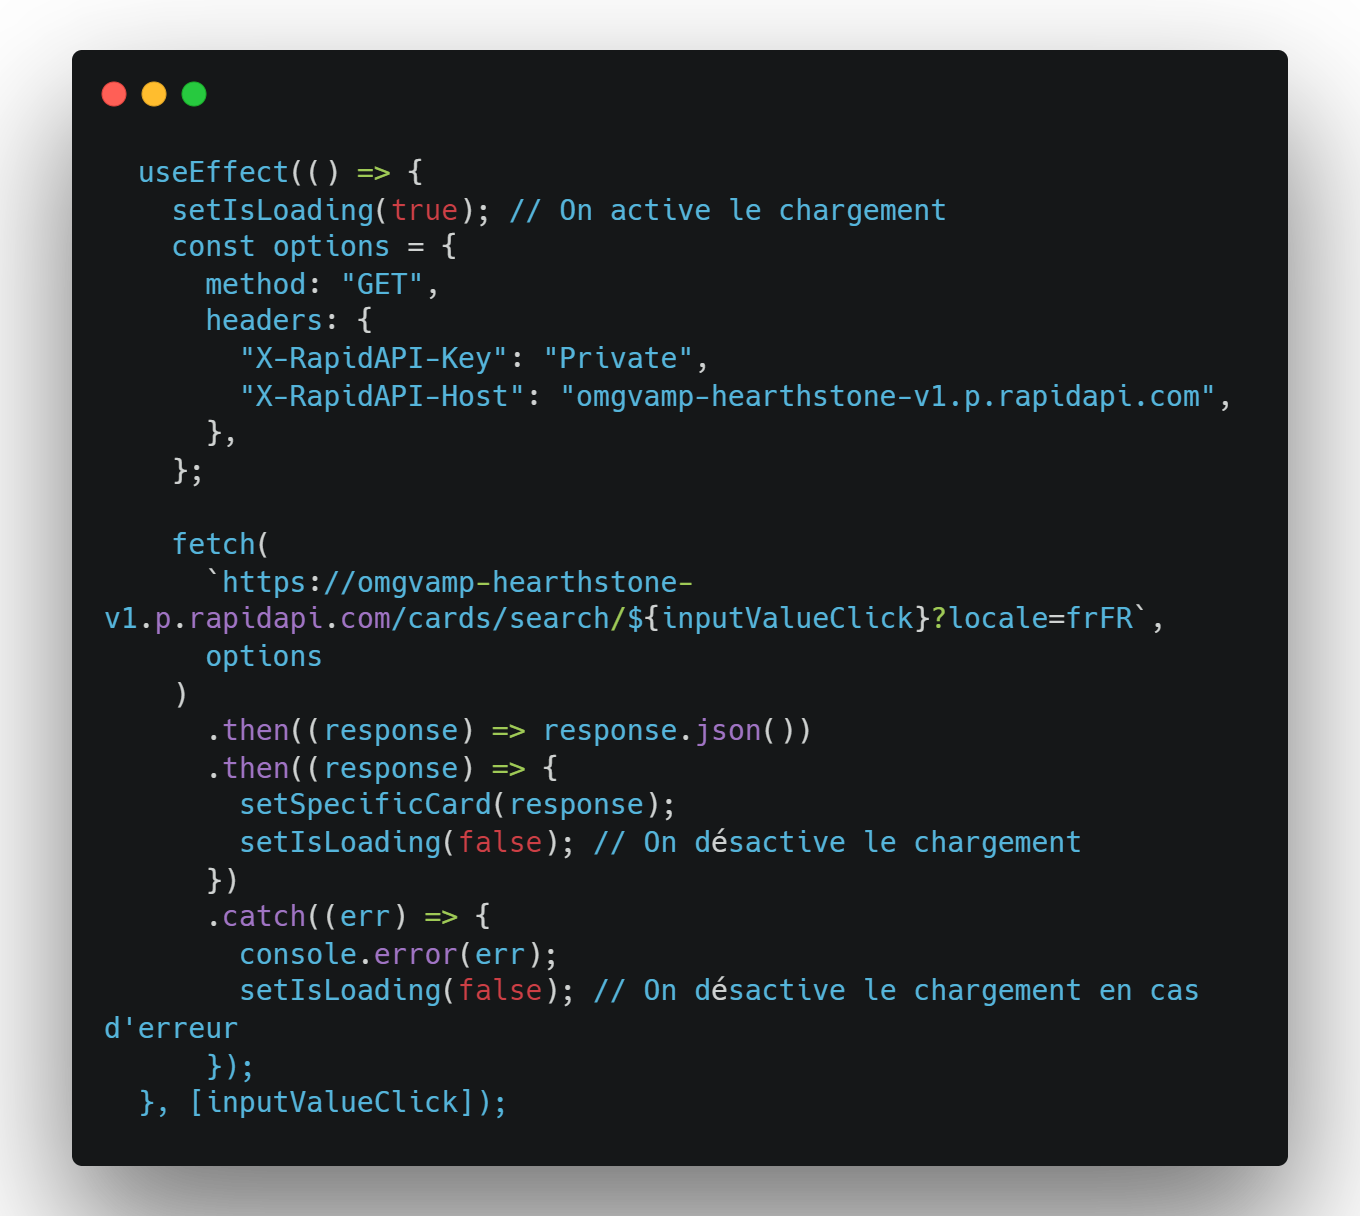 useEffect(() => {
setIsLoading(true); // On active le chargement
const options = {
method: "GET",
headers: {
"X-RapidAPI-Key": "Private",
"X-RapidAPI-Host": "omgvamp-hearthstone-v1.p.rapidapi.com",
},
};
fetch(
`https://omgvamp-hearthstone-
v1.p.rapidapi.com/cards/search/${inputValueClick}?locale=frFR`,
options
)
.then((response) => response.json())
.then((response) => {
setSpecificCard(response);
setIsLoading(false); // On désactive le chargement
})
.catch((err) => {
console.error(err);
setIsLoading(false); // On désactive le chargement en cas
d'erreur
});
}, [inputValueClick]);